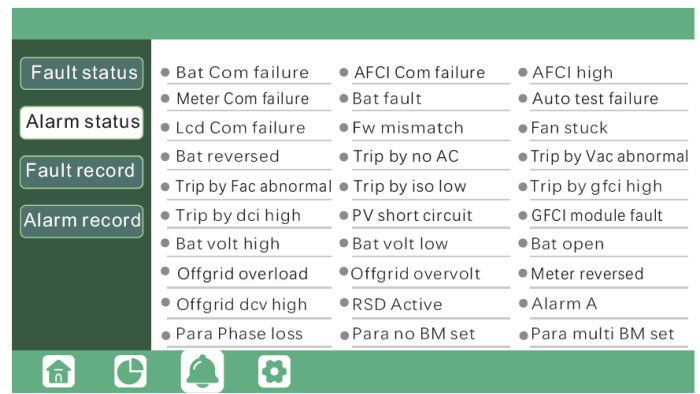 Fault status
Alarm status
Fault record
Alarm record
Bat Com failure AFCI Com failure AFCI high
Meter Com failure Bat fault Auto test failure
Lcd Com failure Fw mismatch Fan stuck
Bat reversed Trip by no AC Trip by Vac abnormal
Trip by Fac abnormal Trip by iso low Trip by gfci high
Trip by dci high PV short circuit GFCI module fault
Bat volt high Bat volt low Bat open
Offgrid overload Offgrid overvolt Meter reversed
Offgrid dcv high RSD Active Alarm A
Para Phase loss Para no BM set Para multi BM set